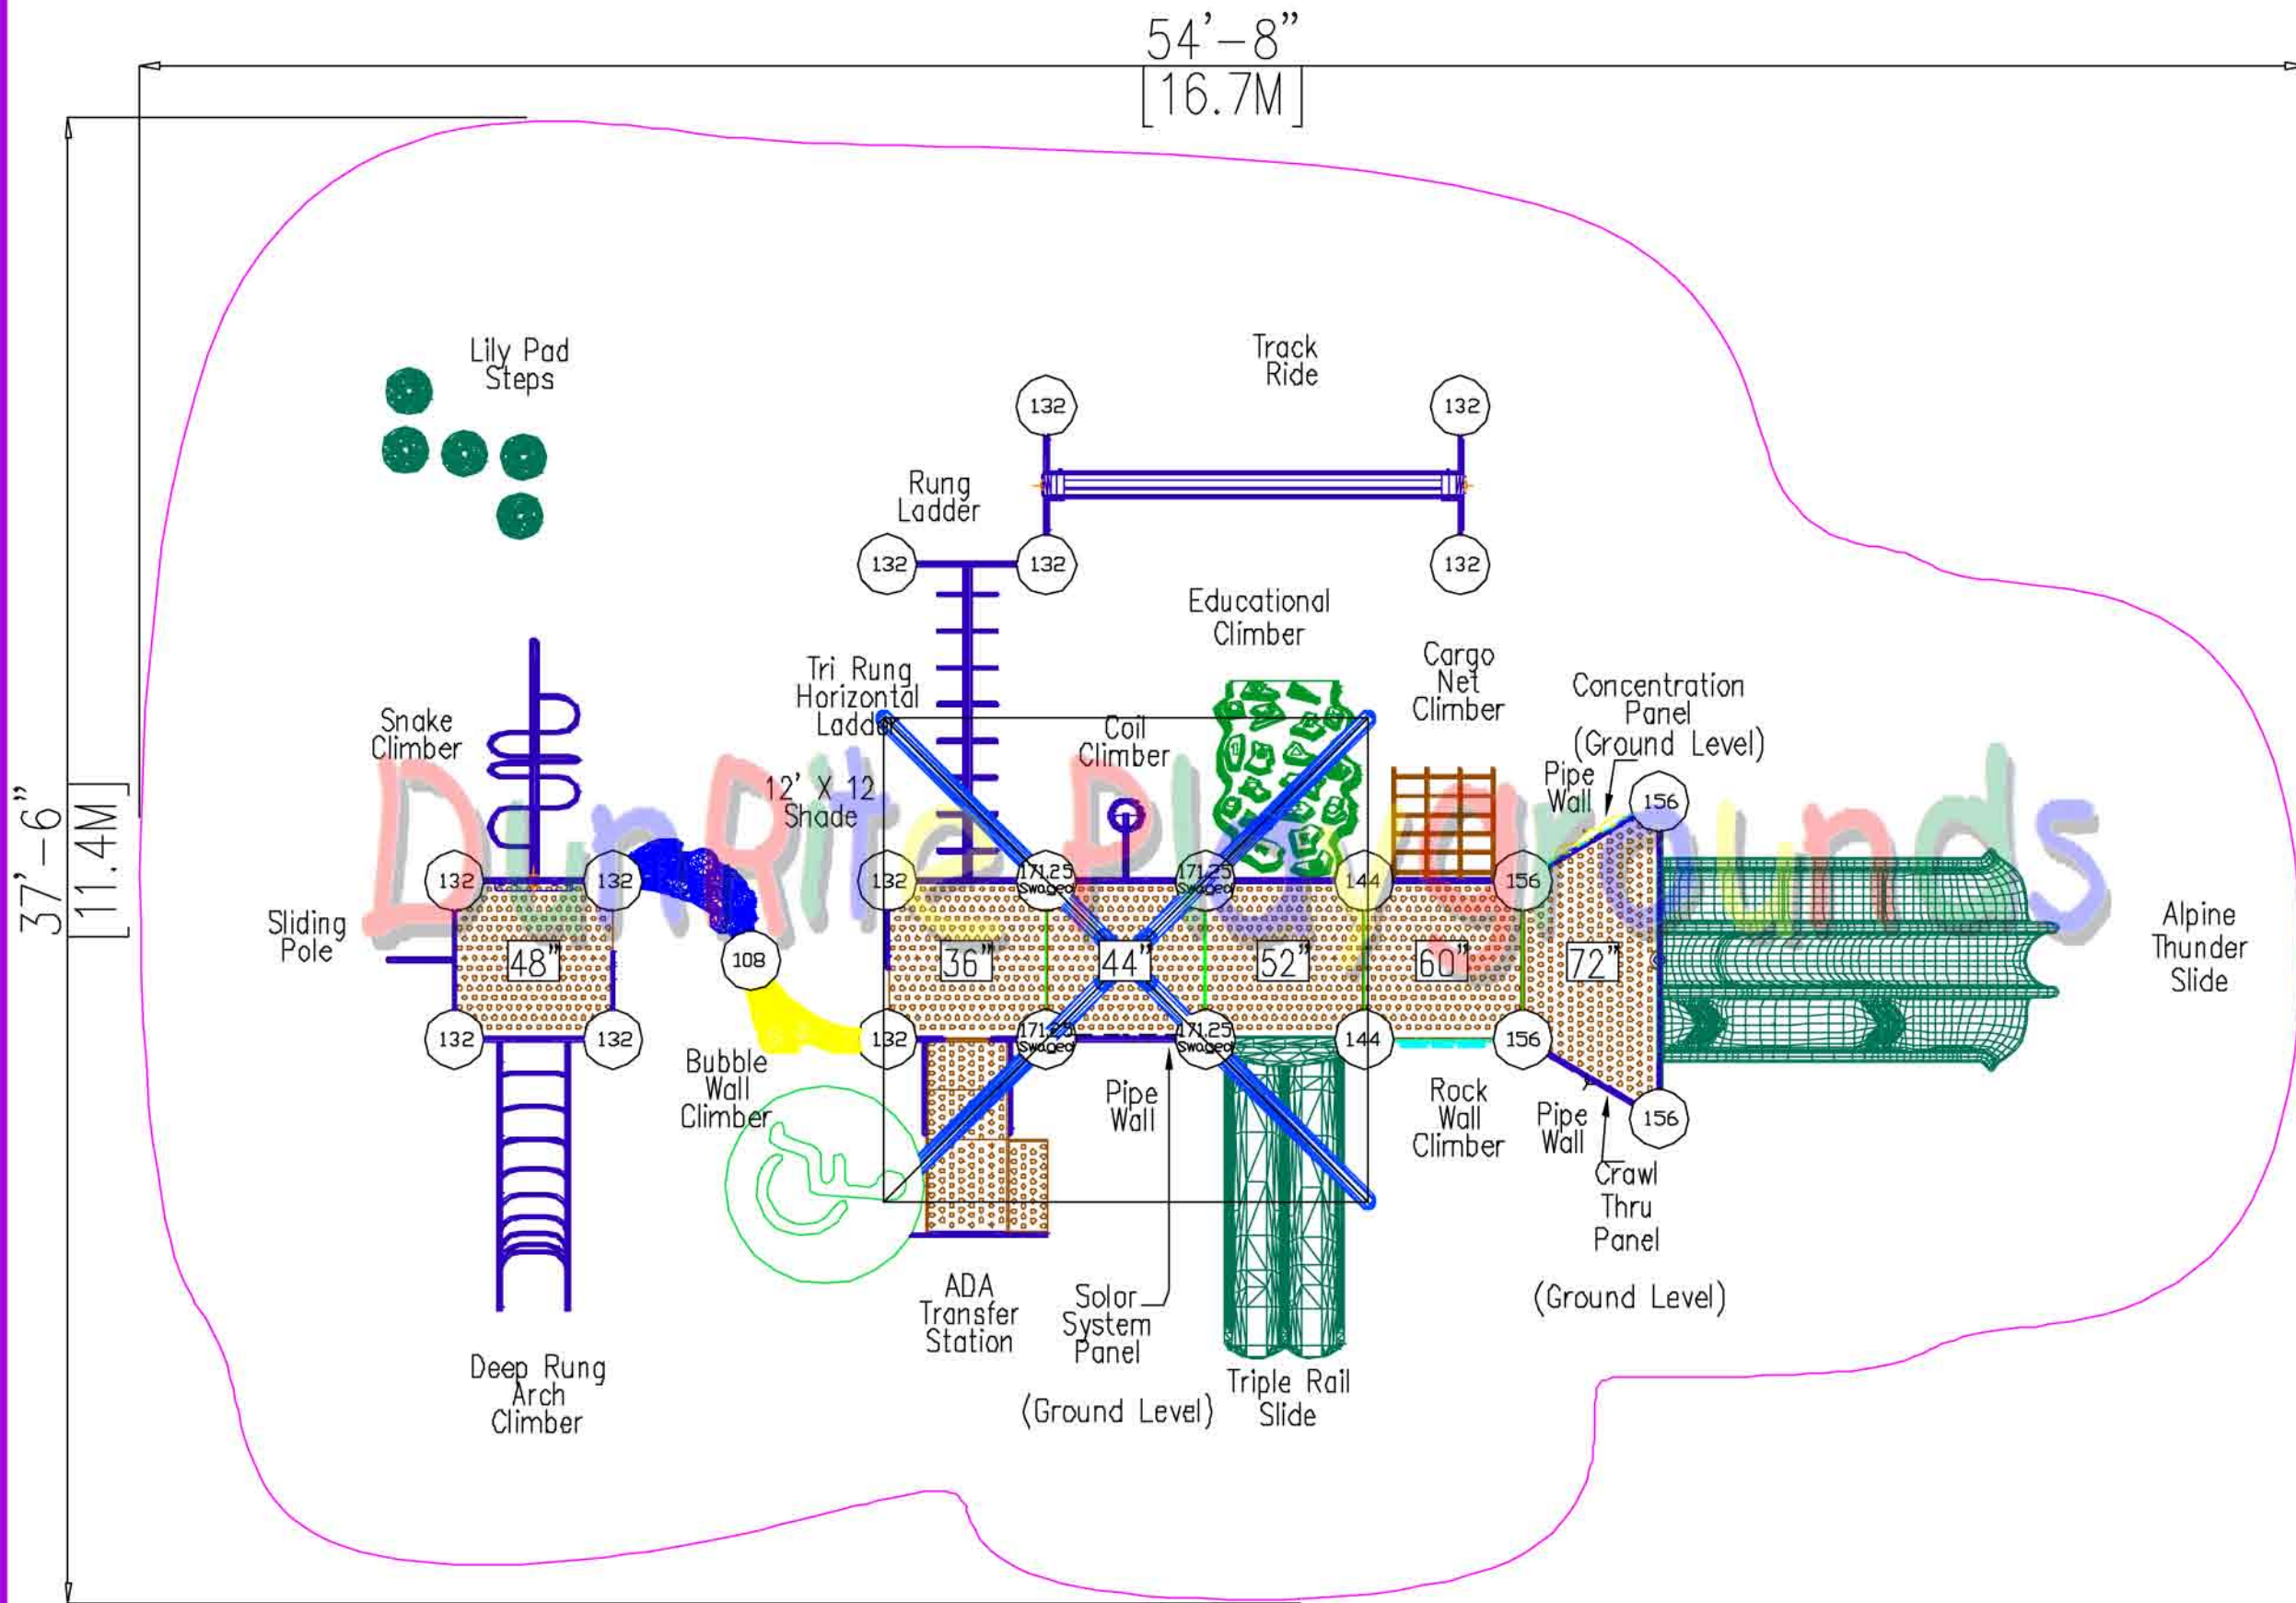 54'-8"
[16.7M]
37'-6"
[11.4M]
Lily Pad
Steps
Track
Ride
132
132
Rung
Ladder
132
132
132
Educational
Climber
Tri Rung
Horizontal
Ladder
Cargo
Net
Climber
Concentration
Panel
(Ground Level)
Snake
Climber
Coil
Climber
Pipe
Wall
12' X 12
Shade
156
DunRite Playgrounds
132
132
132
171.25
Swaged
171.25
Swaged
144
156
Sliding
Pole
48"
108
36"
44"
52"
60"
72"
Alpine
Thunder
Slide
132
132
132
171.25
Swaged
171.25
Swaged
144
156
Bubble
Wall
Climber
Pipe
Wall
Rock
Wall
Climber
Pipe
Wall
156
Crawl
Thru
Panel
(Ground Level)
ADA
Transfer
Station
Solor
System
Panel
(Ground Level)
Triple Rail
Slide
Deep Rung
Arch
Climber